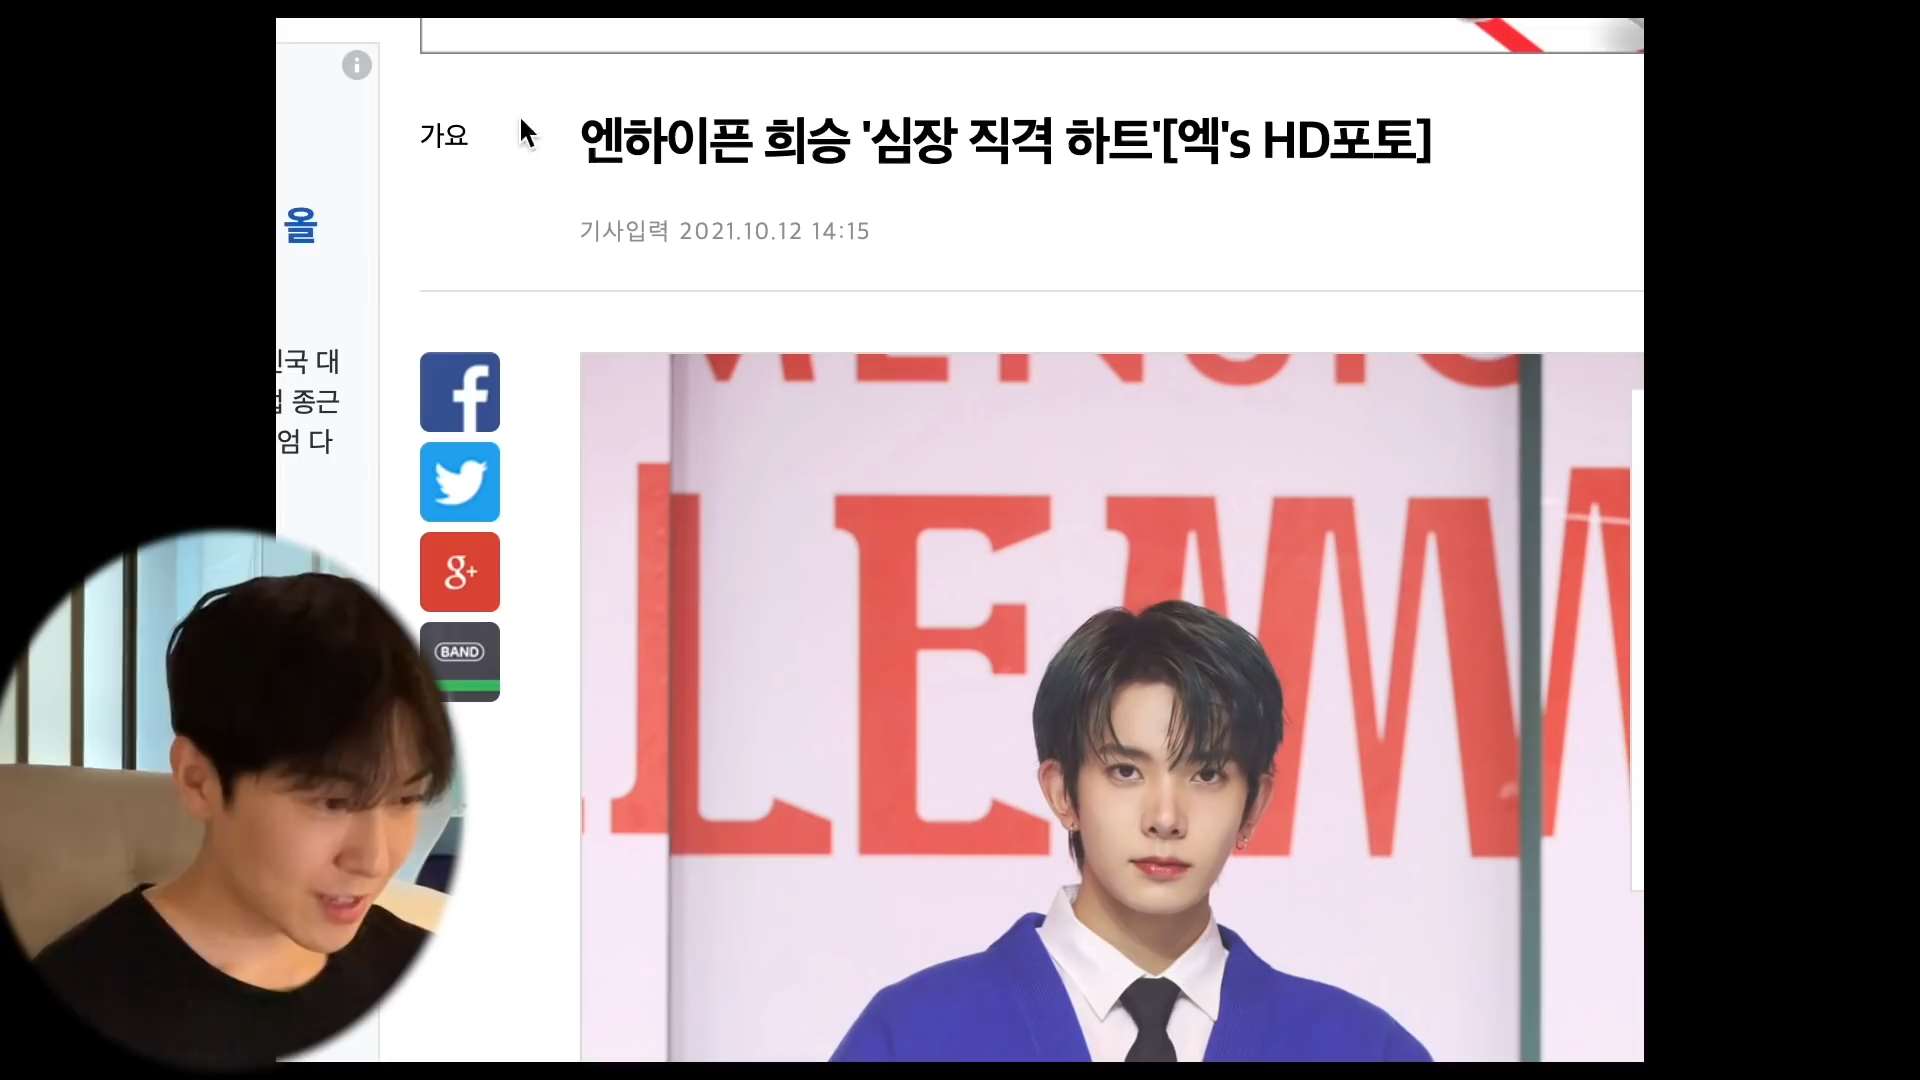 가요
엔하이픈 희승 '심장 직격 하트'[엑's HD포토]
기사입력 2021.10.12 14:15
올
국 대
종근
엄 다
f
g+
BAND
LEM